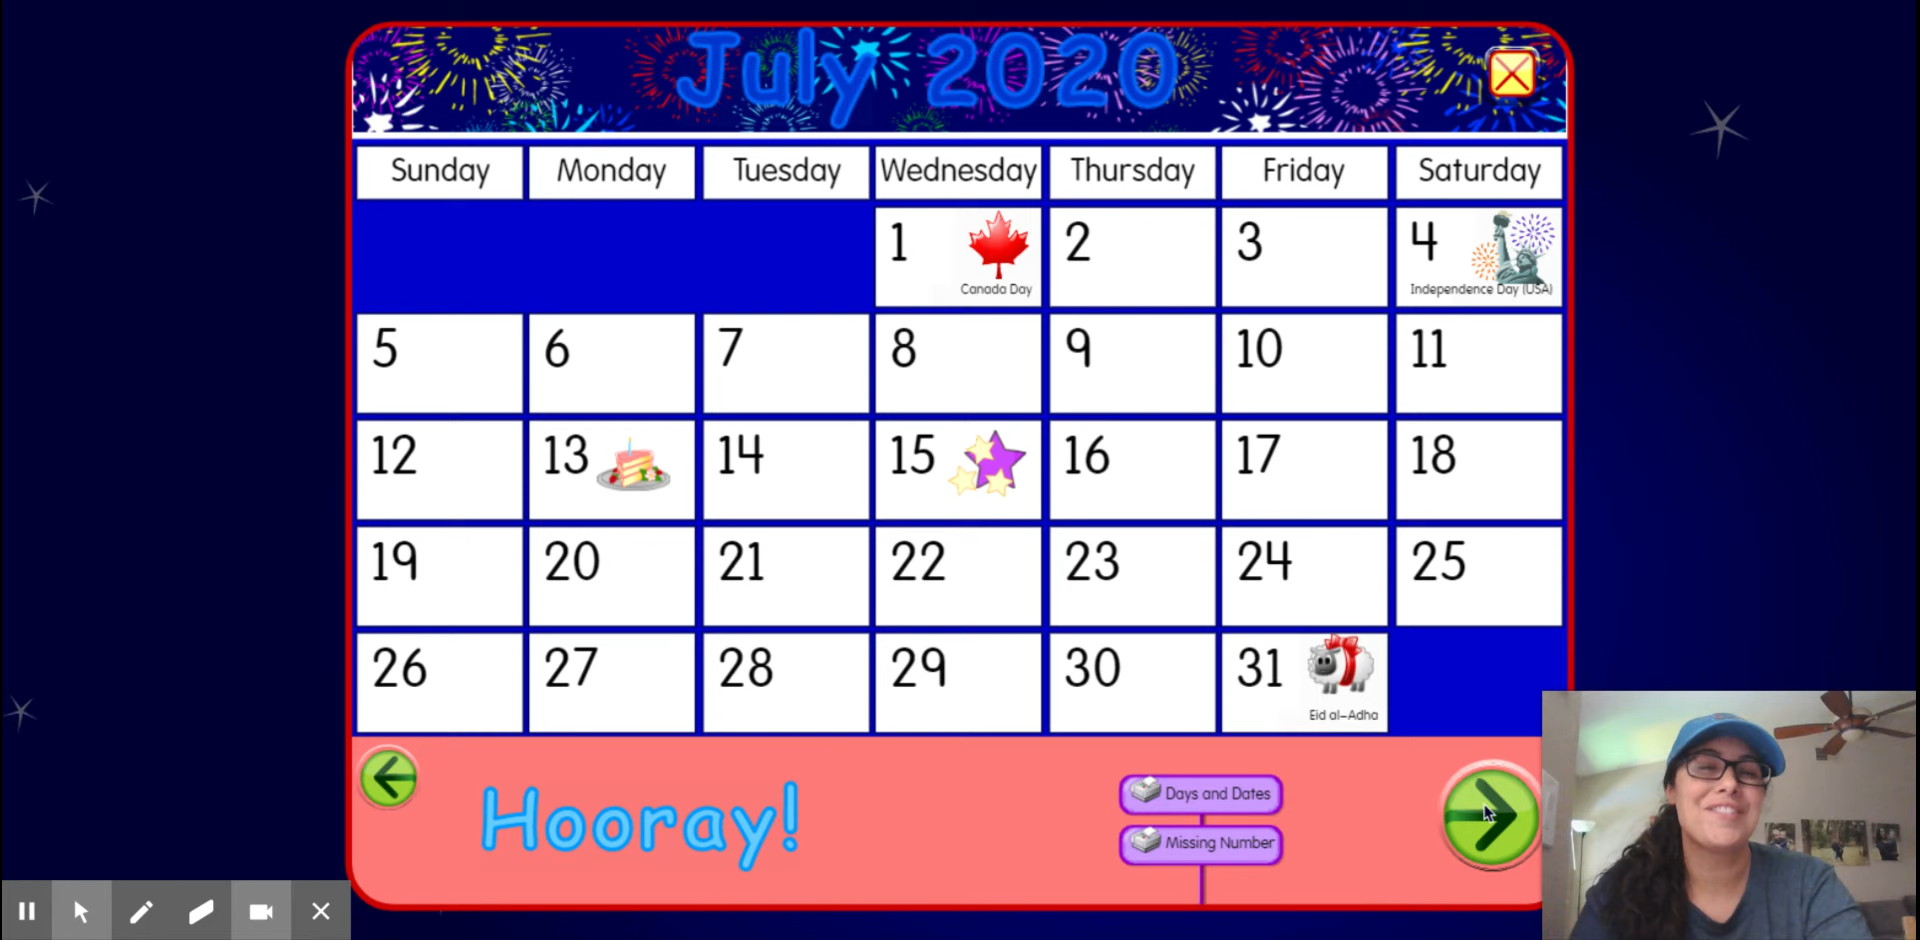 July 2020
Sunday Monday Tuesday Wednesday Thursday Friday Saturday
1 2 3 4
Canada Day Independence Day (USA)
5 6 7 8 9 10 11
12 13 14 15 16 17 18
19 20 21 22 23 24 25
26 27 28 29 30 31
Eid al-Adha
Hooray!
Days and Dates
Missing Number